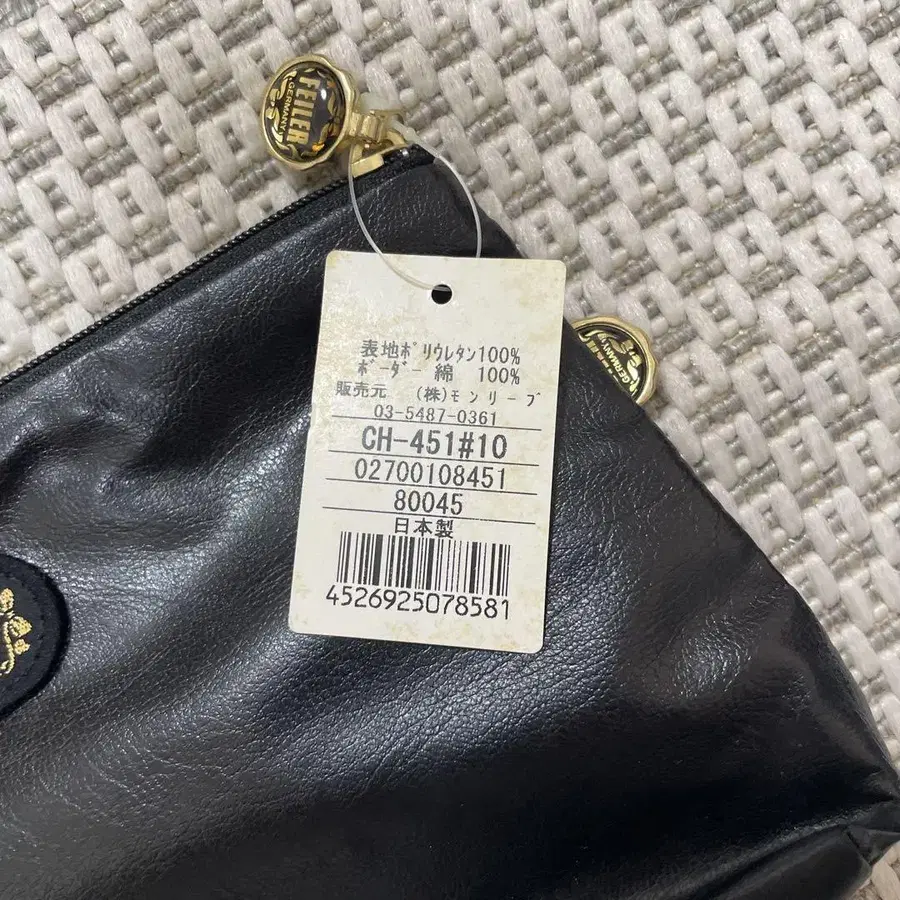 FEILER
GERMANY
表地ポリウレタン100%
ボーダー 綿 100%
販売元 (株)モンリーブ
03-5487-0361
CH-451#10
02700108451
80045
日本製
4526925078581
GERMANY